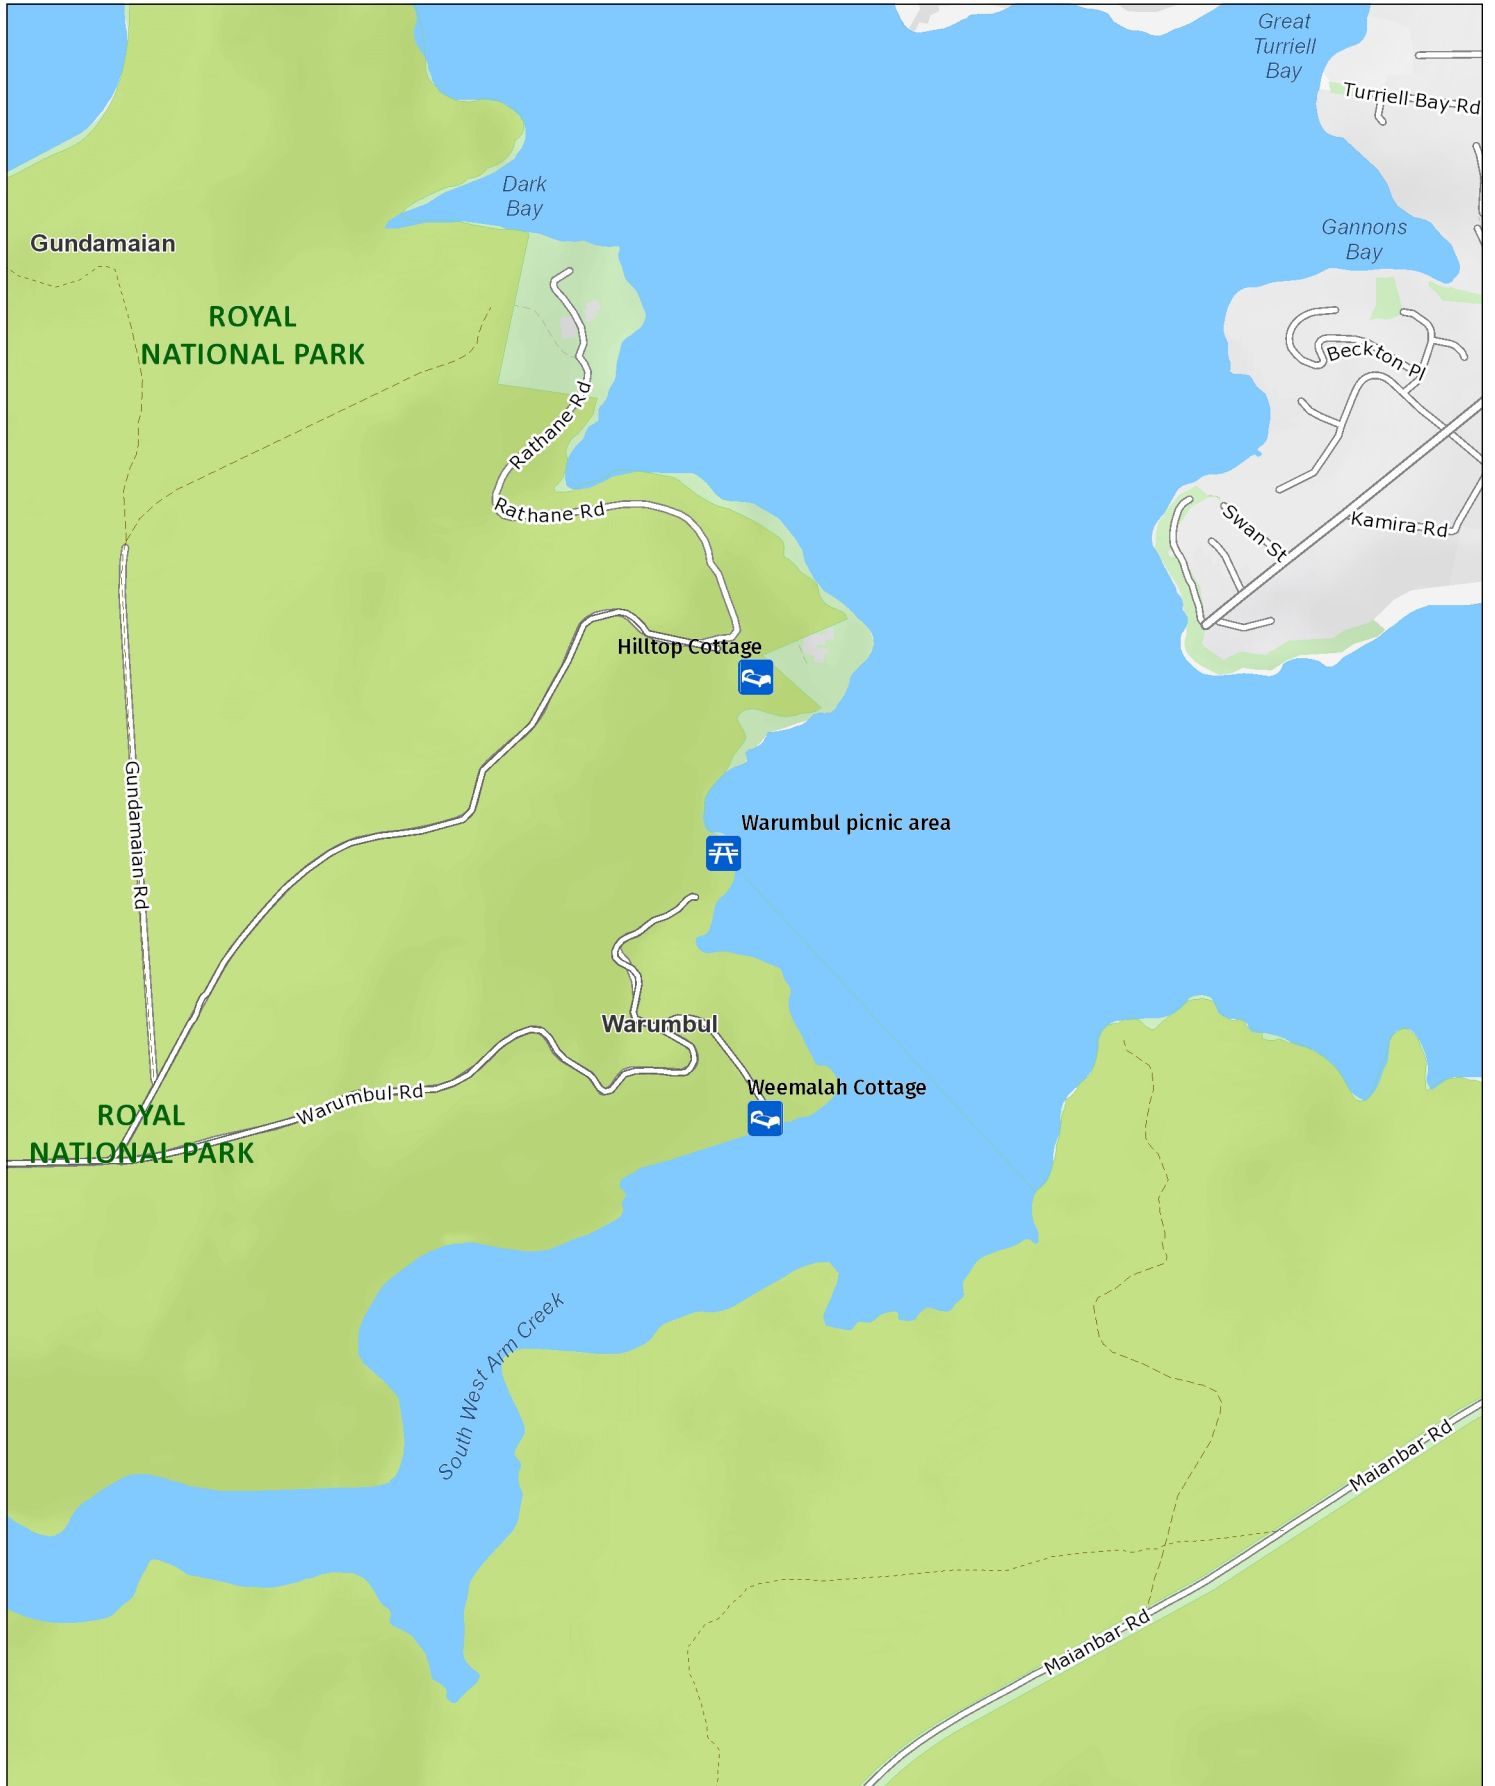 Great
Turriell
Bay
Turriell Bay Rd
Dark
Bay
Gannons
Bay
Gundamaian
ROYAL
NATIONAL PARK
Beckton Pl
Rathane Rd
Rathane Rd
Swan St
Kamira Rd
Hilltop Cottage
Gundamaian Rd
Warumbul picnic area
Warumbul
Weemalah Cottage
Warumbul Rd
ROYAL
NATIONAL PARK
South West Arm Creek
Maianbar Rd
Maianbar Rd